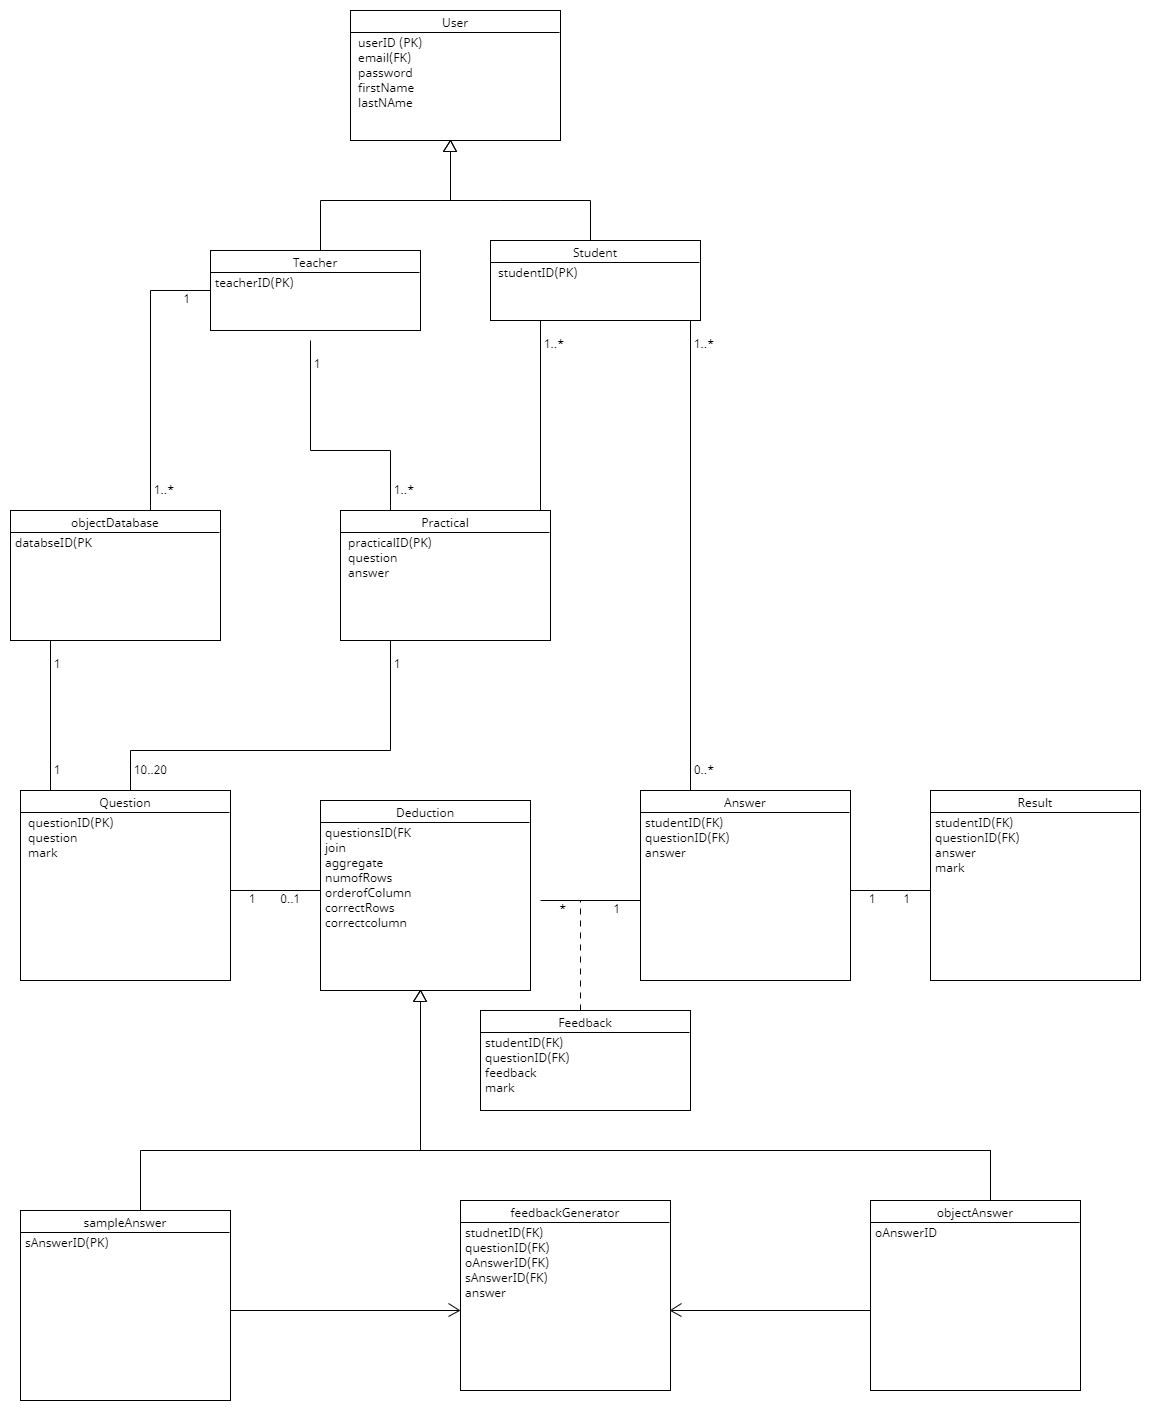 User
userID (PK)
email(FK)
password
firstName
lastNAme
Teacher
teacherID(PK)
Student
studentID(PK)
1
1
1..*
1..*
1..*
1..*
objectDatabase
databseID(PK
Practical
practicalID(PK)
question
answer
1
1
1
10..20
0..*
Question
questionID(PK)
question
mark
Deduction
questionsID(FK
join
aggregate
numofRows
orderofColumn
correctRows
correctcolumn
Answer
studentID(FK)
questionID(FK)
answer
Result
studentID(FK)
questionID(FK)
answer
mark
1
0..1
*
1
1
1
Feedback
studentID(FK)
questionID(FK)
feedback
mark
sampleAnswer
sAnswerID(PK)
feedbackGenerator
studnetID(FK)
questionID(FK)
oAnswerID(FK)
sAnswerID(FK)
answer
objectAnswer
oAnswerID